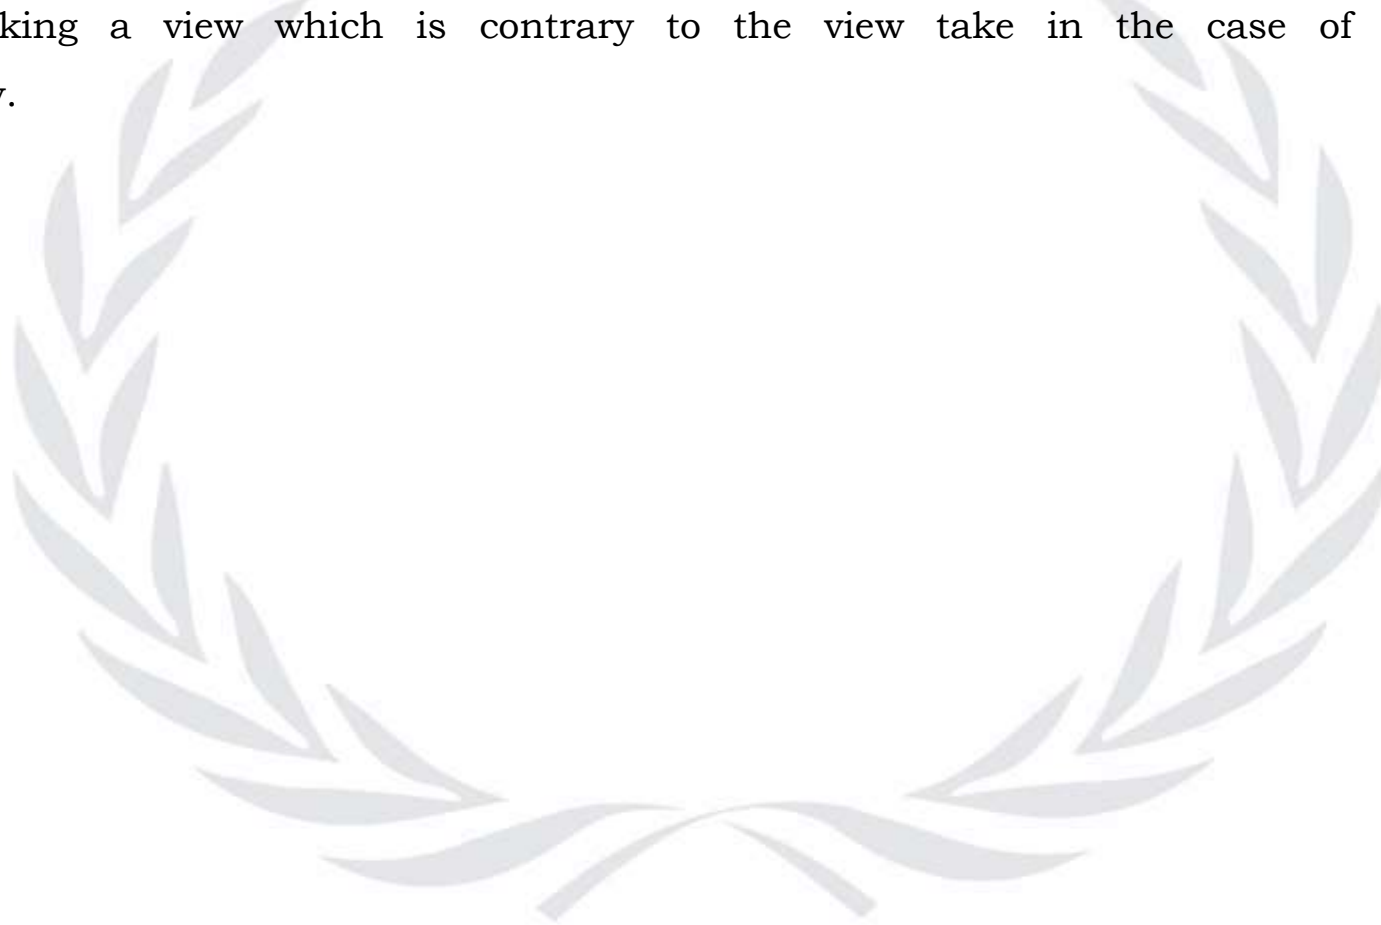 king a view which is contrary to the view take in the case of
y.